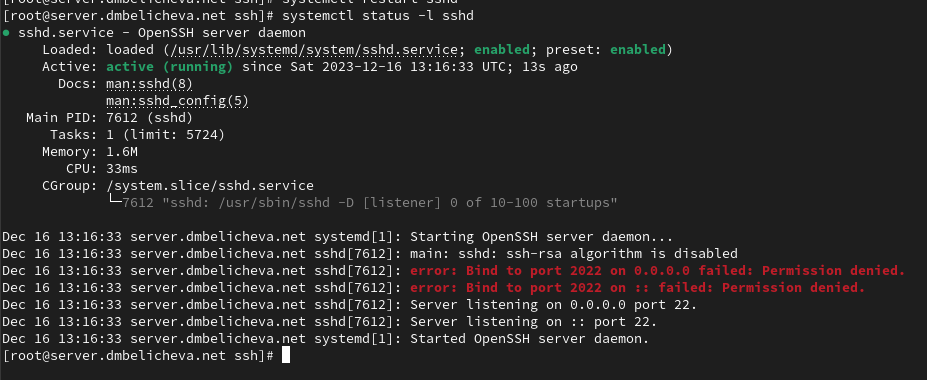 [root@server.dmbelicheva.net ssh]# systemctl restart sshd
[root@server.dmbelicheva.net ssh]# systemctl status -l sshd
● sshd.service - OpenSSH server daemon
Loaded: loaded (/usr/lib/systemd/system/sshd.service; enabled; preset: enabled)
Active: active (running) since Sat 2023-12-16 13:16:33 UTC; 13s ago
Docs: man:sshd(8)
man:sshd_config(5)
Main PID: 7612 (sshd)
Tasks: 1 (limit: 5724)
Memory: 1.6M
CPU: 33ms
CGroup: /system.slice/sshd.service
└─7612 "sshd: /usr/sbin/sshd -D [listener] 0 of 10-100 startups"
Dec 16 13:16:33 server.dmbelicheva.net systemd[1]: Starting OpenSSH server daemon...
Dec 16 13:16:33 server.dmbelicheva.net sshd[7612]: main: sshd: ssh-rsa algorithm is disabled
Dec 16 13:16:33 server.dmbelicheva.net sshd[7612]: error: Bind to port 2022 on 0.0.0.0 failed: Permission denied.
Dec 16 13:16:33 server.dmbelicheva.net sshd[7612]: error: Bind to port 2022 on :: failed: Permission denied.
Dec 16 13:16:33 server.dmbelicheva.net sshd[7612]: Server listening on 0.0.0.0 port 22.
Dec 16 13:16:33 server.dmbelicheva.net sshd[7612]: Server listening on :: port 22.
Dec 16 13:16:33 server.dmbelicheva.net systemd[1]: Started OpenSSH server daemon.
[root@server.dmbelicheva.net ssh]#